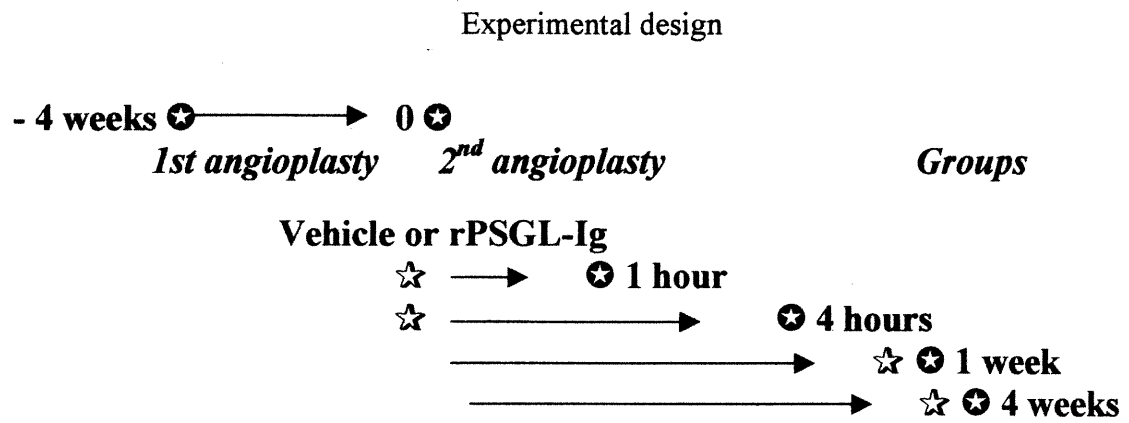 Experimental design
- 4 weeks 0
1st angioplasty 2nd angioplasty Groups
Vehicle or rPSGL-Ig
1 hour
4 hours
1 week
4 weeks